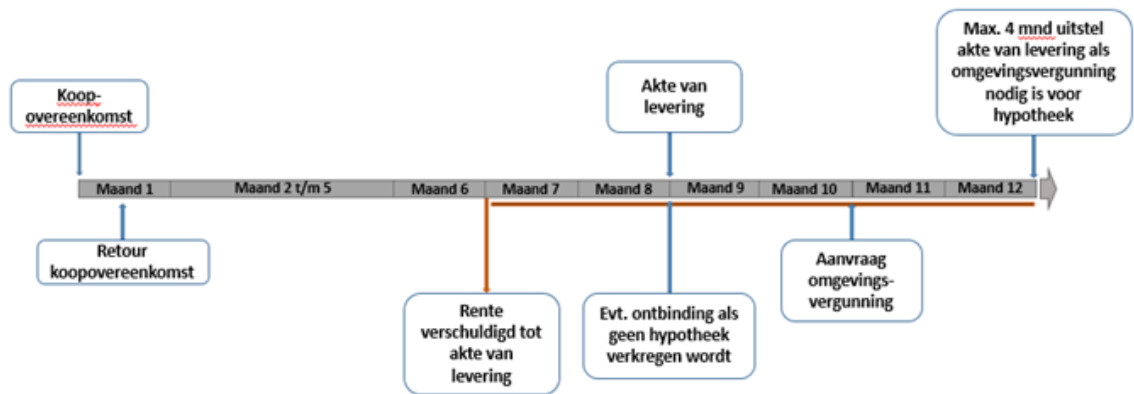 Max. 4 mnd uitstel
akte van levering als
omgevingsvergunning
nodig is voor
hypotheek
Koop-
overeenkomst
Akte van
levering
Maand 1
Maand 2 t/m 5
Maand 6
Maand 7
Maand 8
Maand 9
Maand 10
Maand 11
Maand 12
Retour
koopovereenkomst
Rente
verschuldigd tot
akte van
levering
Evt. ontbinding als
geen hypotheek
verkregen wordt
Aanvraag
omgevings-
vergunning